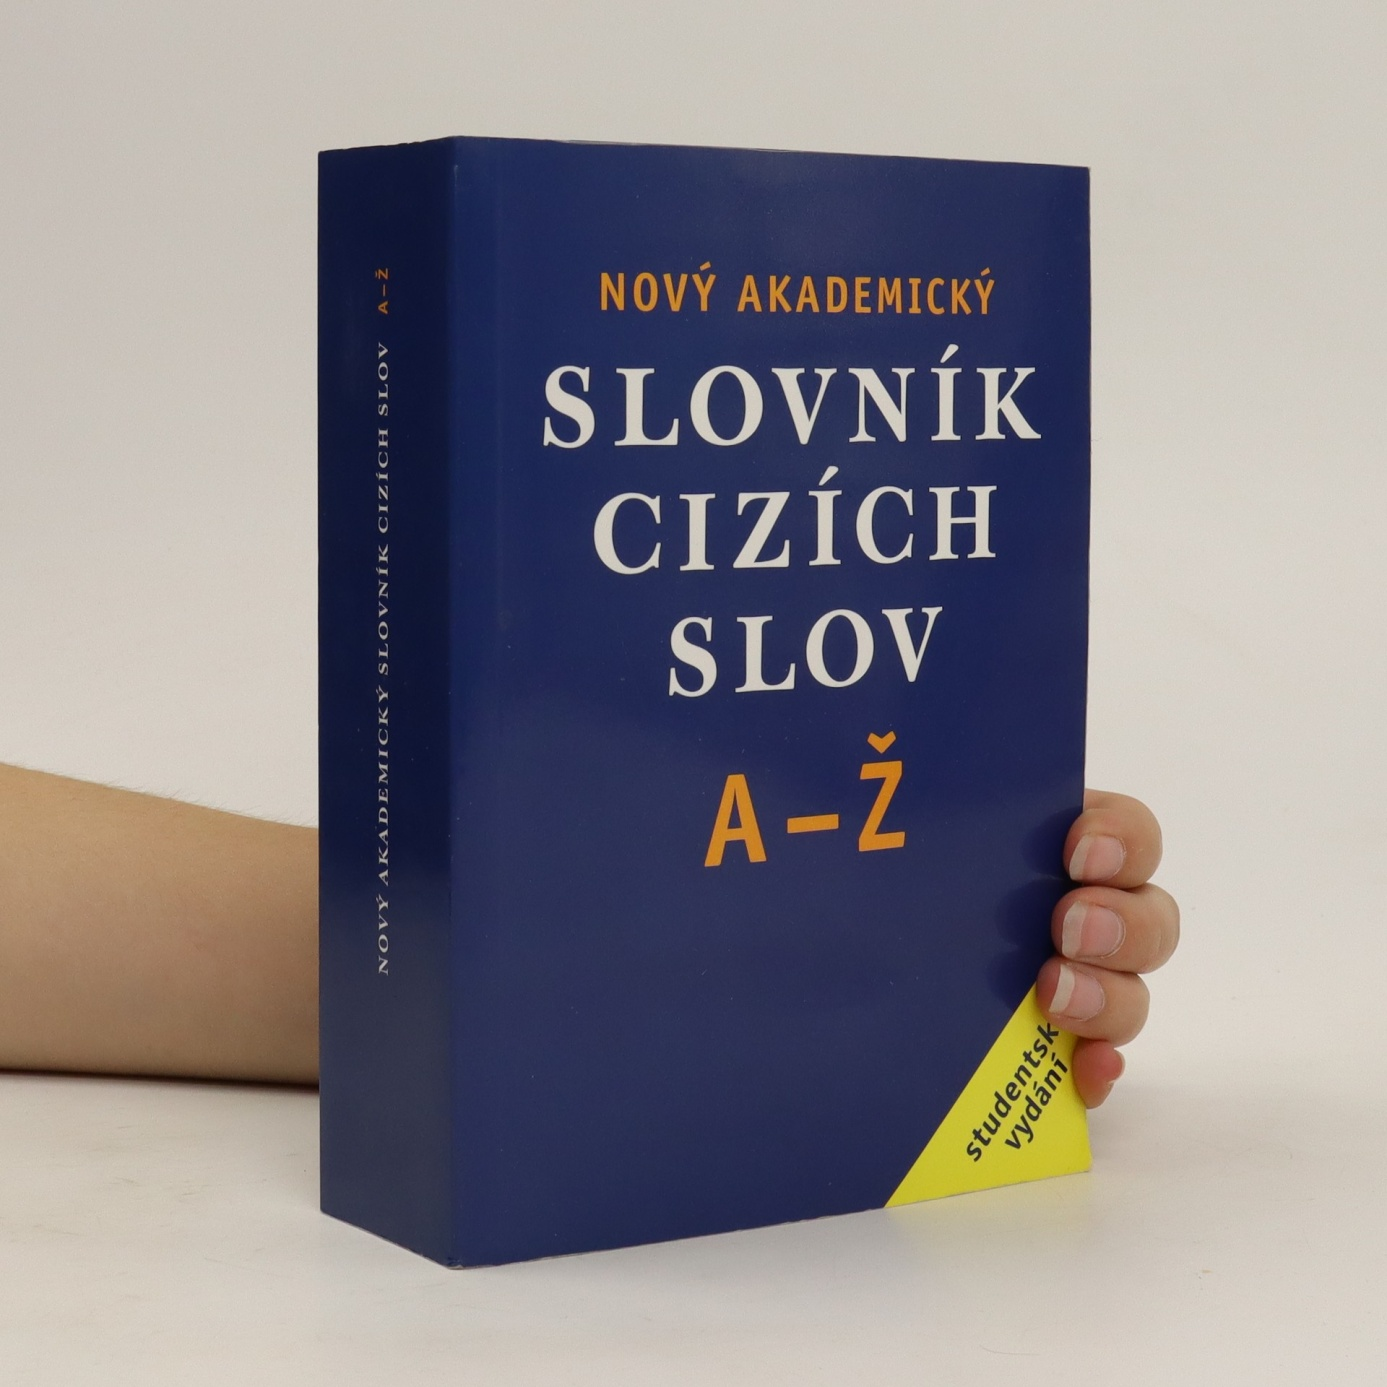 NOVÝ AKADEMICKÝ SLOVNÍK CIZÍCH SLOV A–Ž
NOVÝ AKADEMICKÝ
SLOVNÍK
CIZÍCH
SLOV
A–Ž
studentsk
vydání